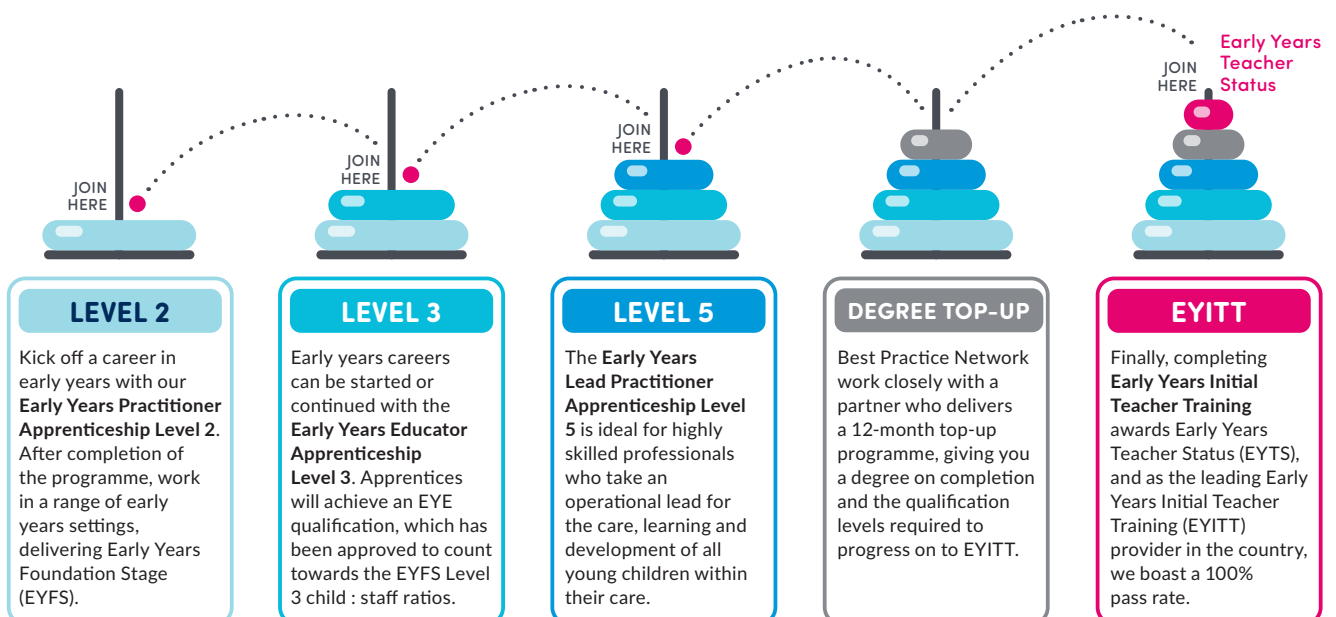 JOIN
HERE
JOIN
HERE
JOIN
HERE
JOIN
HERE
Early Years
Teacher
Status
LEVEL 2
Kick off a career in
early years with our
Early Years Practitioner
Apprenticeship Level 2.
After completion of
the programme, work
in a range of early
years settings,
delivering Early Years
Foundation Stage
(EYFS).
LEVEL 3
Early years careers
can be started or
continued with the
Early Years Educator
Apprenticeship
Level 3. Apprentices
will achieve an EYE
qualification, which has
been approved to count
towards the EYFS Level
3 child : staff ratios.
LEVEL 5
The Early Years
Lead Practitioner
Apprenticeship Level
5 is ideal for highly
skilled professionals
who take an
operational lead for
the care, learning and
development of all
young children within
their care.
DEGREE TOP-UP
Best Practice Network
work closely with a
partner who delivers
a 12-month top-up
programme, giving you
a degree on completion
and the qualification
levels required to
progress on to EYITT.
EYITT
Finally, completing
Early Years Initial
Teacher Training
awards Early Years
Teacher Status (EYTS),
and as the leading Early
Years Initial Teacher
Training (EYITT)
provider in the country,
we boast a 100%
pass rate.